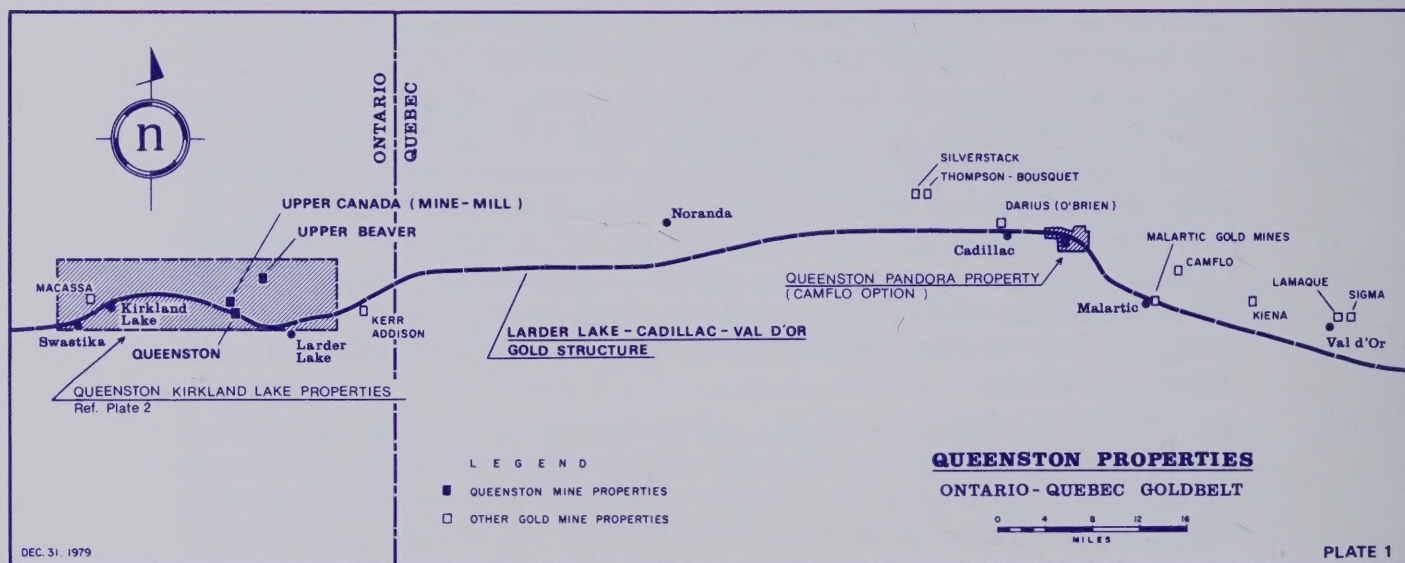 n
ONTARIO
QUEBEC
UPPER CANADA (MINE-MILL)
UPPER BEAVER
MACASSA
Kirkland
Lake
Swastika
QUEENSTON
Larder
Lake
KERR
ADDISON
QUEENSTON KIRKLAND LAKE PROPERTIES
Ref. Plate 2
Noranda
LARDER LAKE-CADILLAC-VAL D'OR
GOLD STRUCTURE
SILVERSTACK
THOMPSON-BOUSQUET
DARIUS (O'BRIEN)
Cadillac
QUEENSTON PANDORA PROPERTY
(CAMFLO OPTION)
MALARTIC GOLD MINES
CAMFLO
Malartic
KIENA
LAMAQUE
SIGMA
Val d'Or
LEGEND
QUEENSTON MINE PROPERTIES
OTHER GOLD MINE PROPERTIES
QUEENSTON PROPERTIES
ONTARIO-QUEBEC GOLDBELT
0 4 8 12 16
MILES
DEC. 31. 1979
PLATE 1